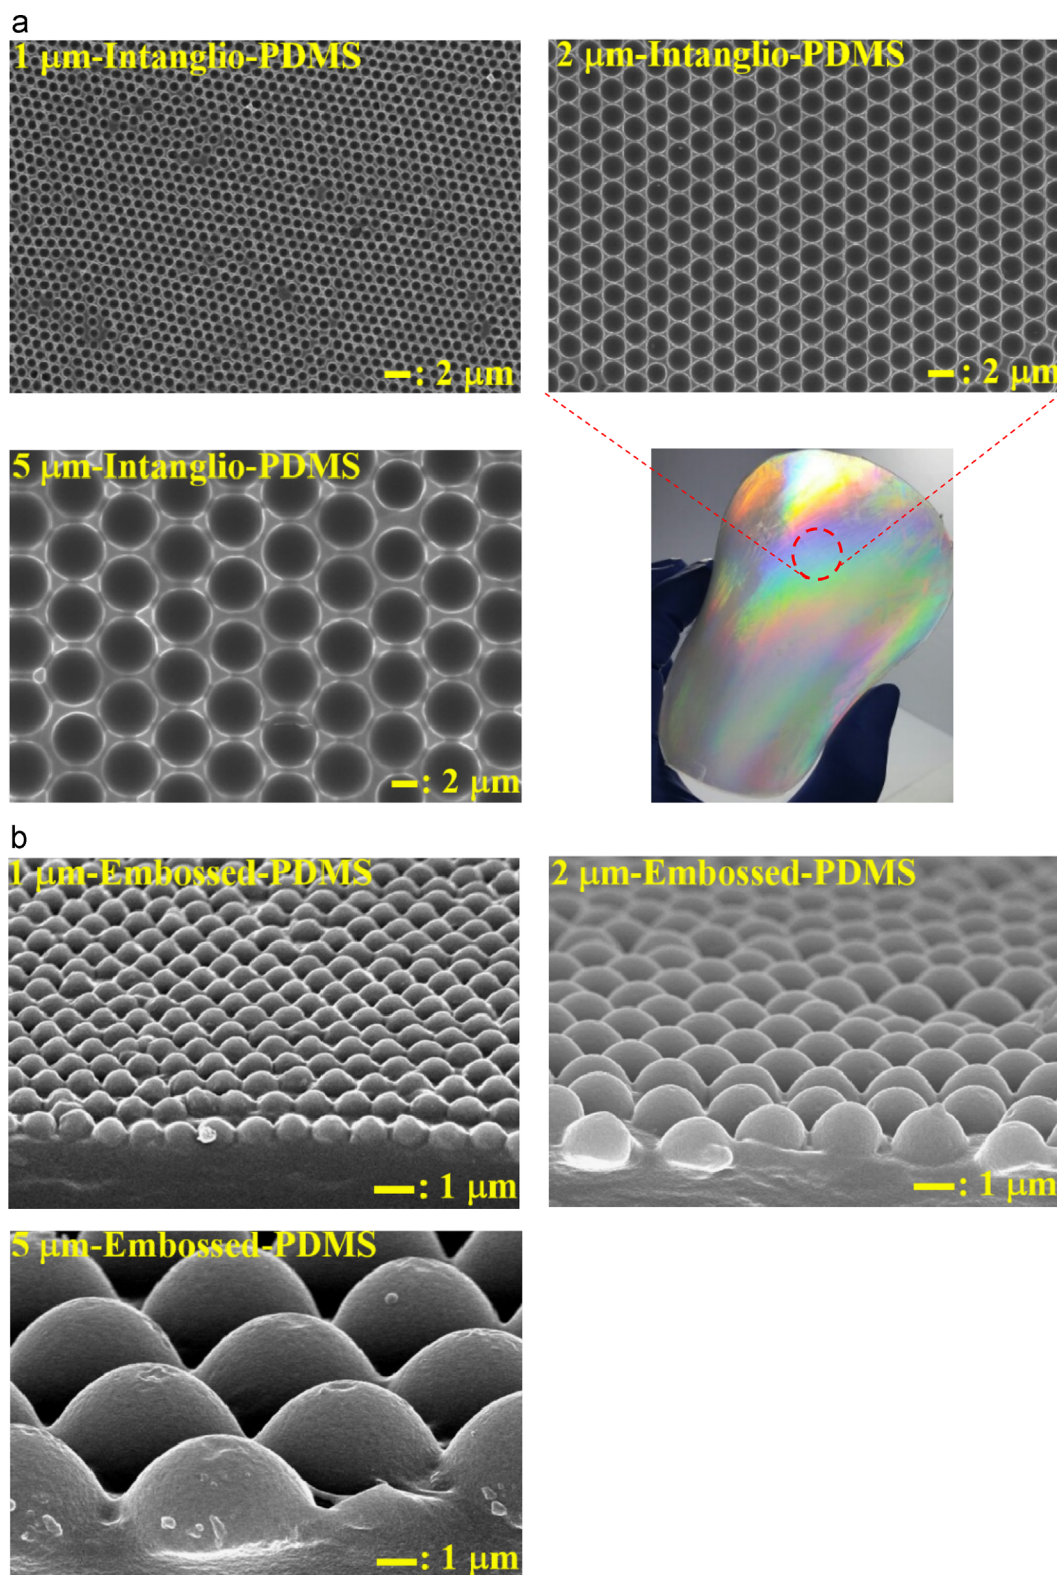 a
1 μm-Intanglio-PDMS
2 μm-Intanglio-PDMS
: 2 μm
: 2 μm
5 μm-Intanglio-PDMS
: 2 μm
b
1 μm-Embossed-PDMS
2 μm-Embossed-PDMS
: 1 μm
: 1 μm
5 μm-Embossed-PDMS
: 1 μm